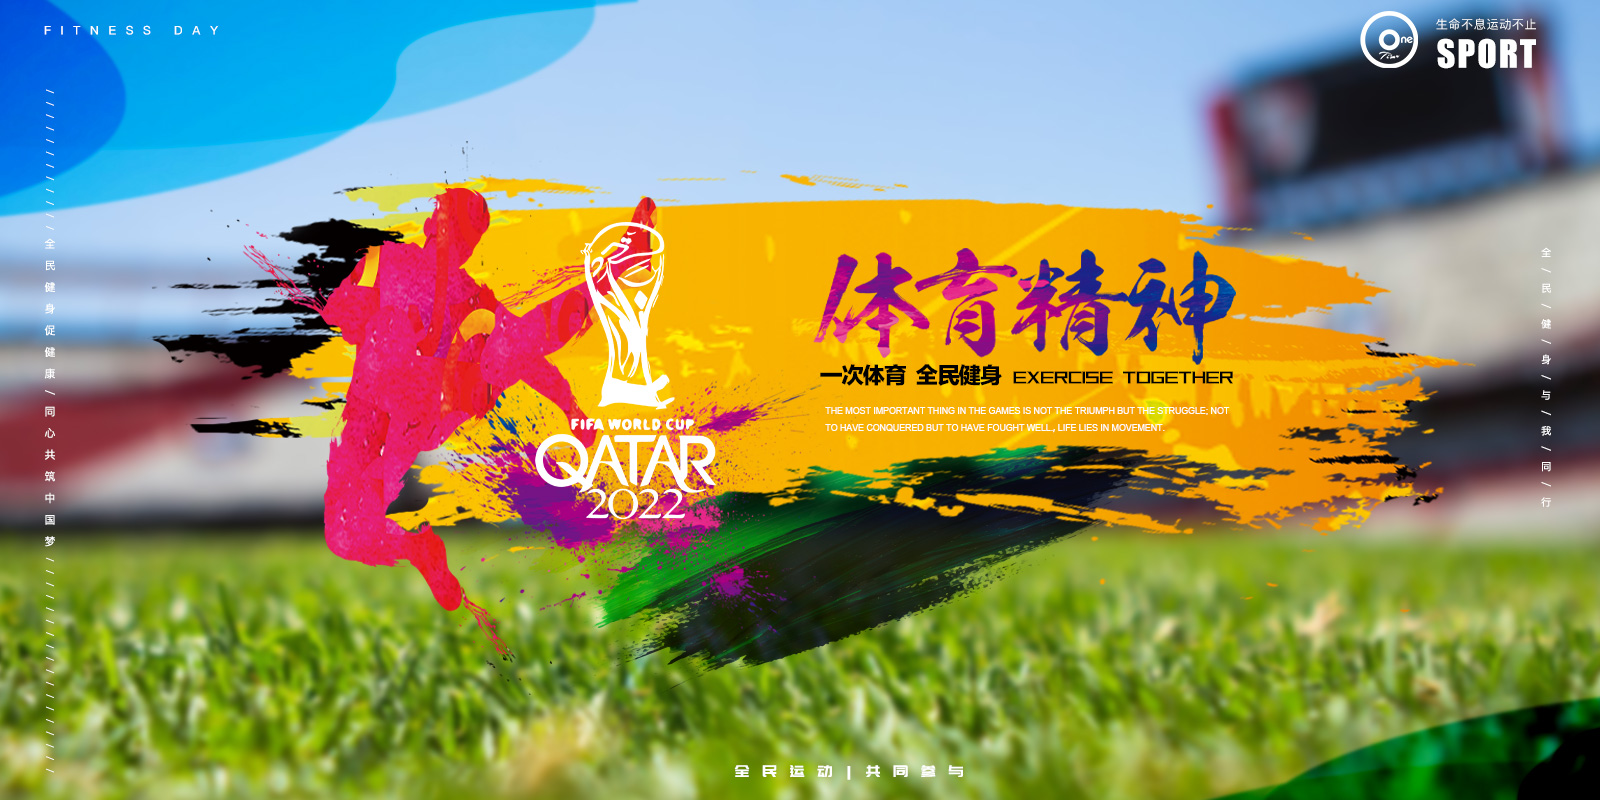 FITNESS DAY
One
Time
生命不息运动不止
SPORT
///////////全民健身促健康/同心共筑中国梦/////////////////
体育精神
一次体育 全民健身 EXERCISE TOGETHER
THE MOST IMPORTANT THING IN THE GAMES IS NOT THE TRIUMPH BUT THE STRUGGLE; NOT
TO HAVE CONQUERED BUT TO HAVE FOUGHT WELL, LIFE LIES IN MOVEMENT.
FIFA WORLD CUP
QATAR
2022
全/民/健/身/与/我/同/行
全民运动|共同参与